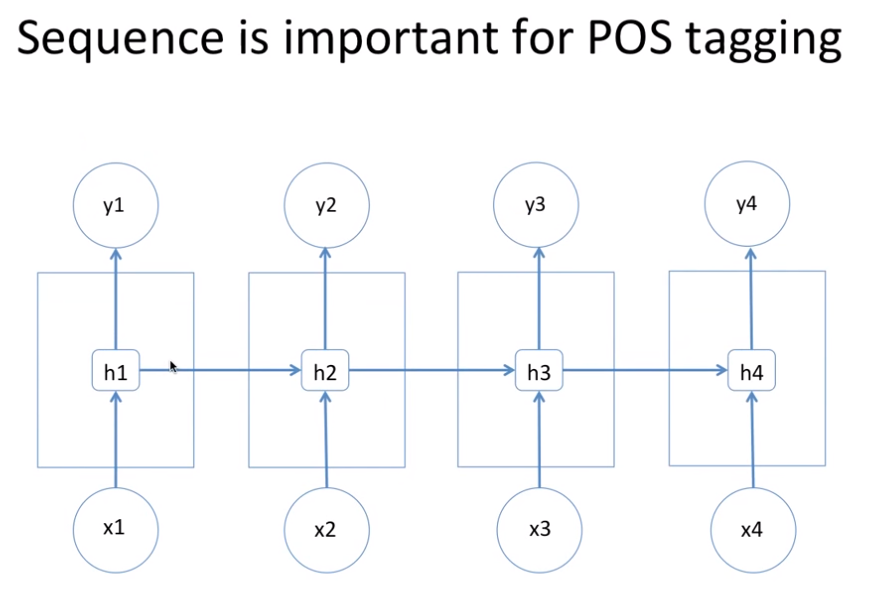 Sequence is important for POS tagging
y1 y2 y3 y4
h1 h2 h3 h4
x1 x2 x3 x4